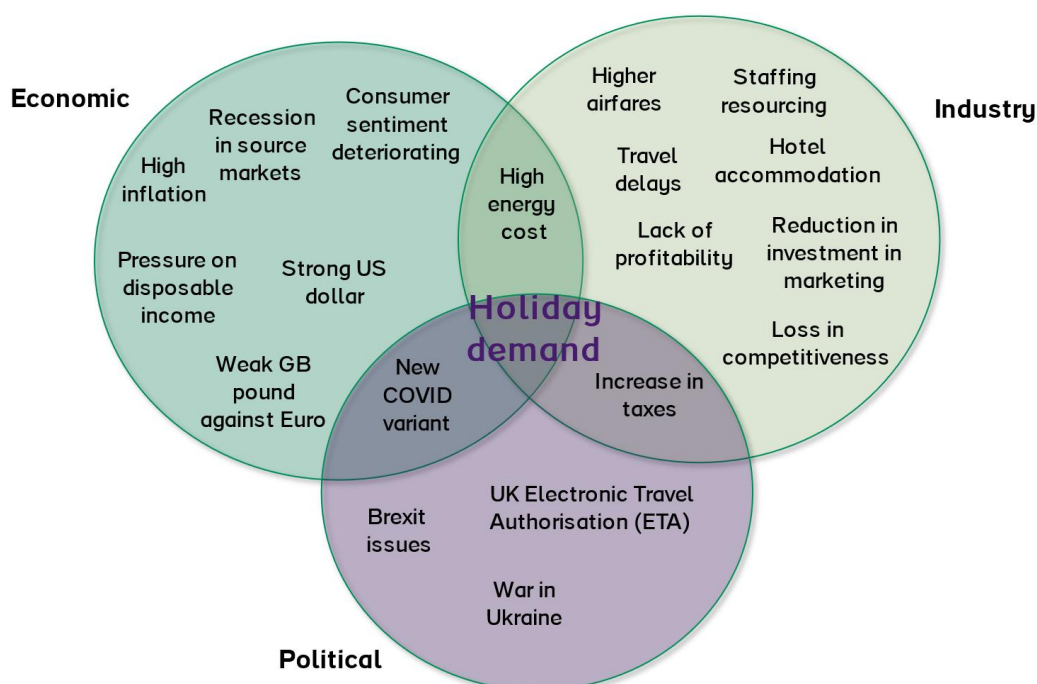 Economic
Industry
Political
Consumer
sentiment
deteriorating
Recession
in source
markets
High
inflation
Pressure on
disposable
income
Strong US
dollar
Weak GB
pound
against Euro
High
energy
cost
Higher
airfares
Staffing
resourcing
Travel
delays
Hotel
accommodation
Lack of
profitability
Reduction in
investment in
marketing
Loss in
competitiveness
Holiday
demand
New
COVID
variant
Increase in
taxes
Brexit
issues
UK Electronic Travel
Authorisation (ETA)
War in
Ukraine